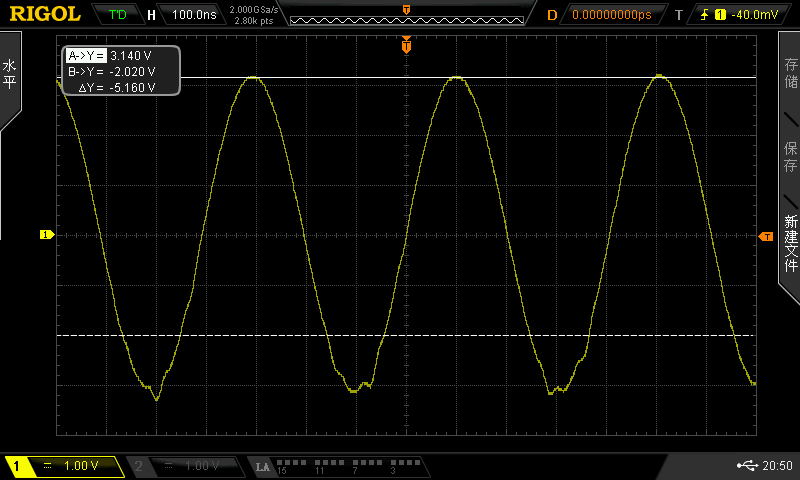 RIGOL T'D H 100.0ns 2.000GSa/s 2.80k pts T D 0.00000000ps T 1 -40.0mV
水平
A->Y = 3.140 V
B->Y = -2.020 V
ΔY = -5.160 V
T
1
T
存储
保存
新建文件
1 = 1.00 V 2 = 1.00 V LA 15 11 7 3 20:50